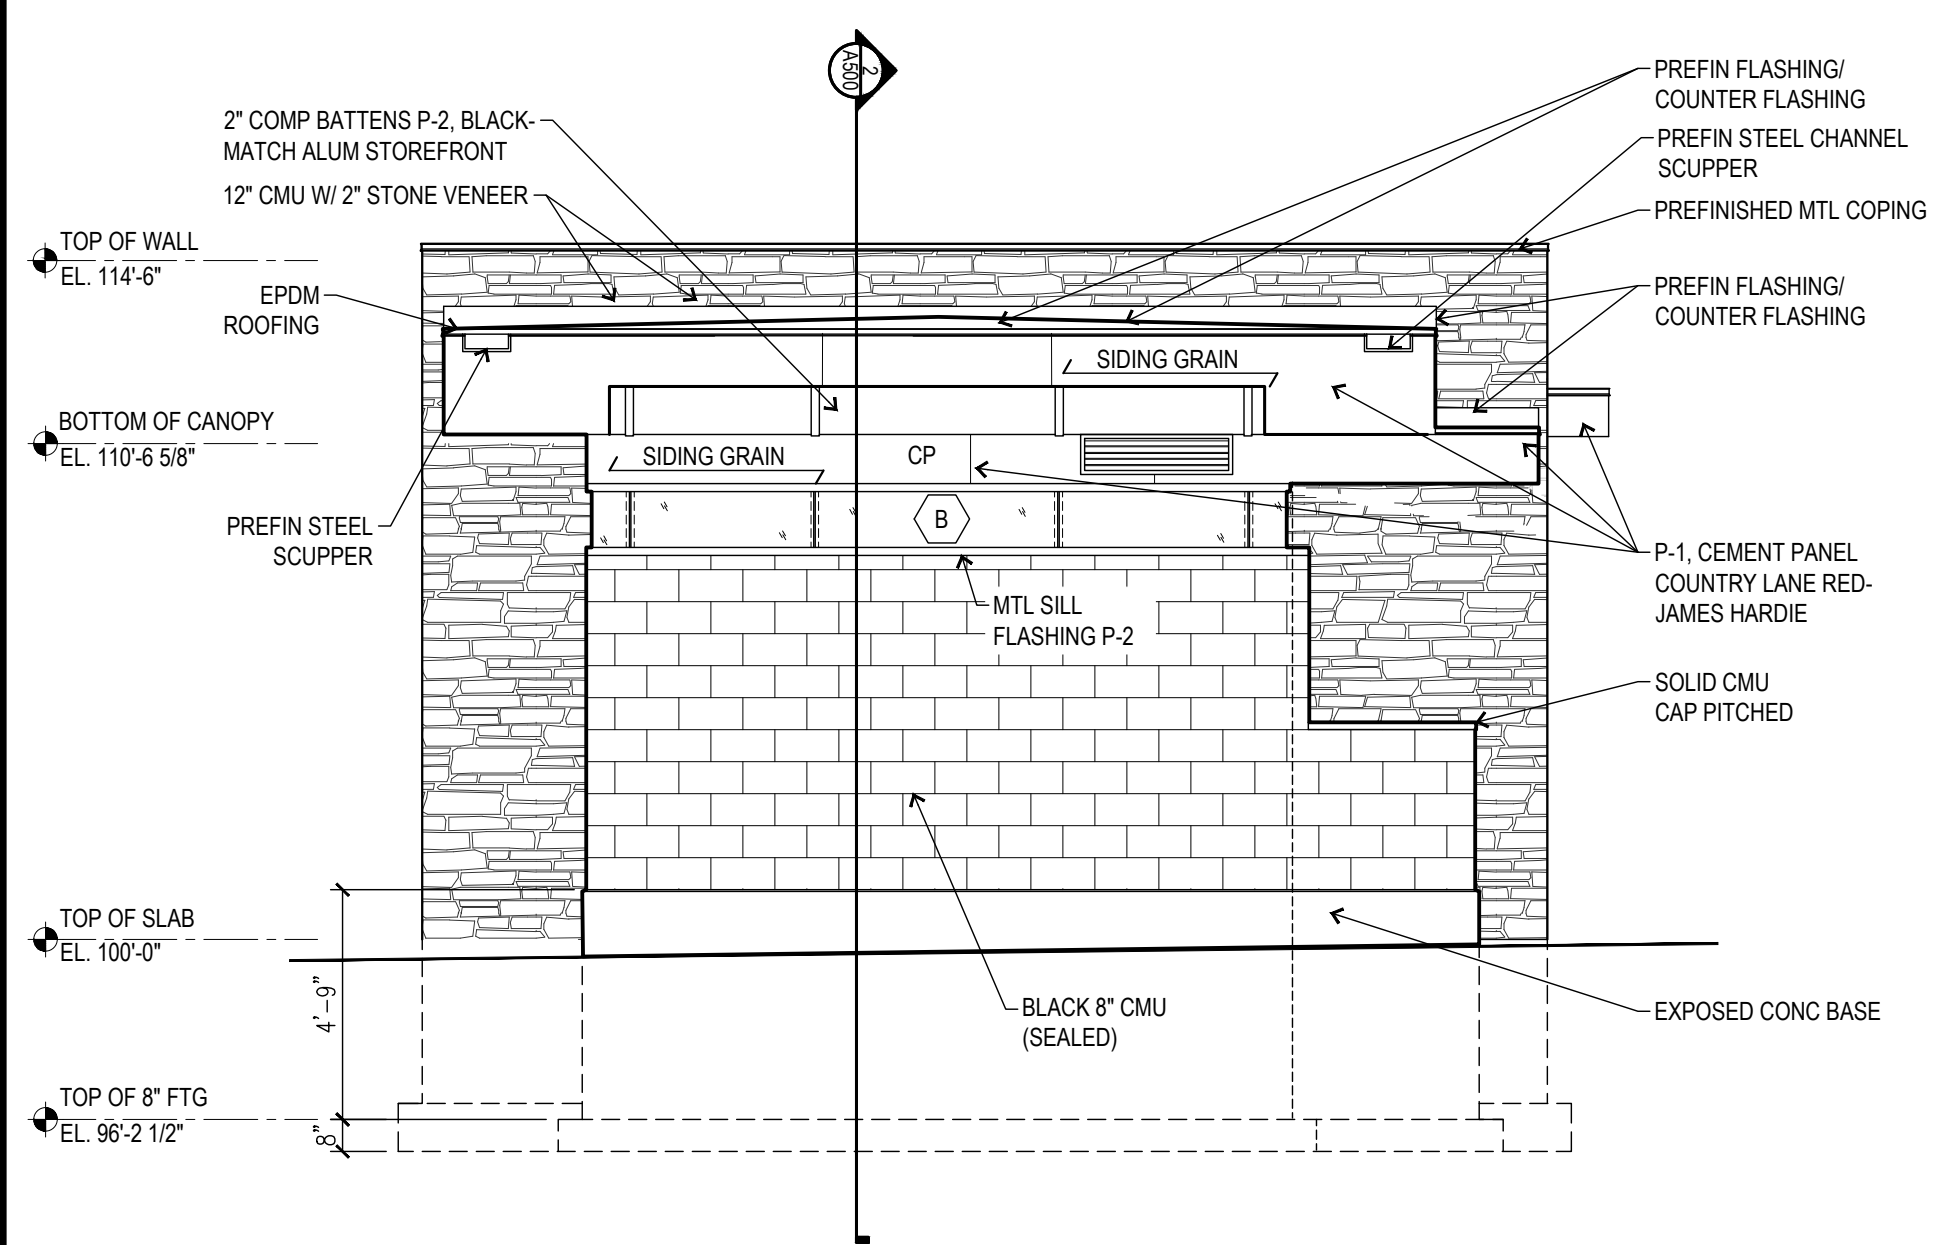 2
A500
2" COMP BATTENS P-2, BLACK-
MATCH ALUM STOREFRONT
12" CMU W/ 2" STONE VENEER
TOP OF WALL
EL. 114'-6"
EPDM
ROOFING
BOTTOM OF CANOPY
EL. 110'-6 5/8"
PREFIN STEEL
SCUPPER
TOP OF SLAB
EL. 100'-0"
4'-9"
TOP OF 8" FTG
EL. 96'-2 1/2"
8"
SIDING GRAIN
SIDING GRAIN
CP
B
MTL SILL
FLASHING P-2
BLACK 8" CMU
(SEALED)
PREFIN FLASHING/
COUNTER FLASHING
PREFIN STEEL CHANNEL
SCUPPER
PREFINISHED MTL COPING
PREFIN FLASHING/
COUNTER FLASHING
P-1, CEMENT PANEL
COUNTRY LANE RED-
JAMES HARDIE
SOLID CMU
CAP PITCHED
EXPOSED CONC BASE